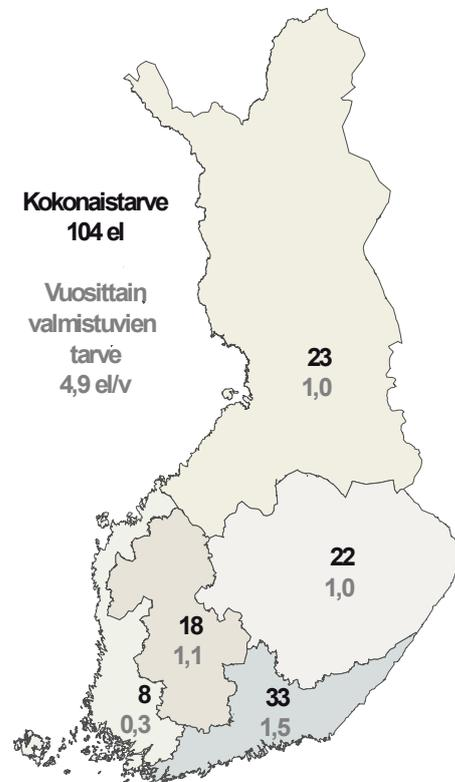 Kokonaistarve
104 el
Vuosittain
valmistuvien
tarve
4,9 el/v
23
1,0
22
1,0
18
1,1
8
0,3
33
1,5